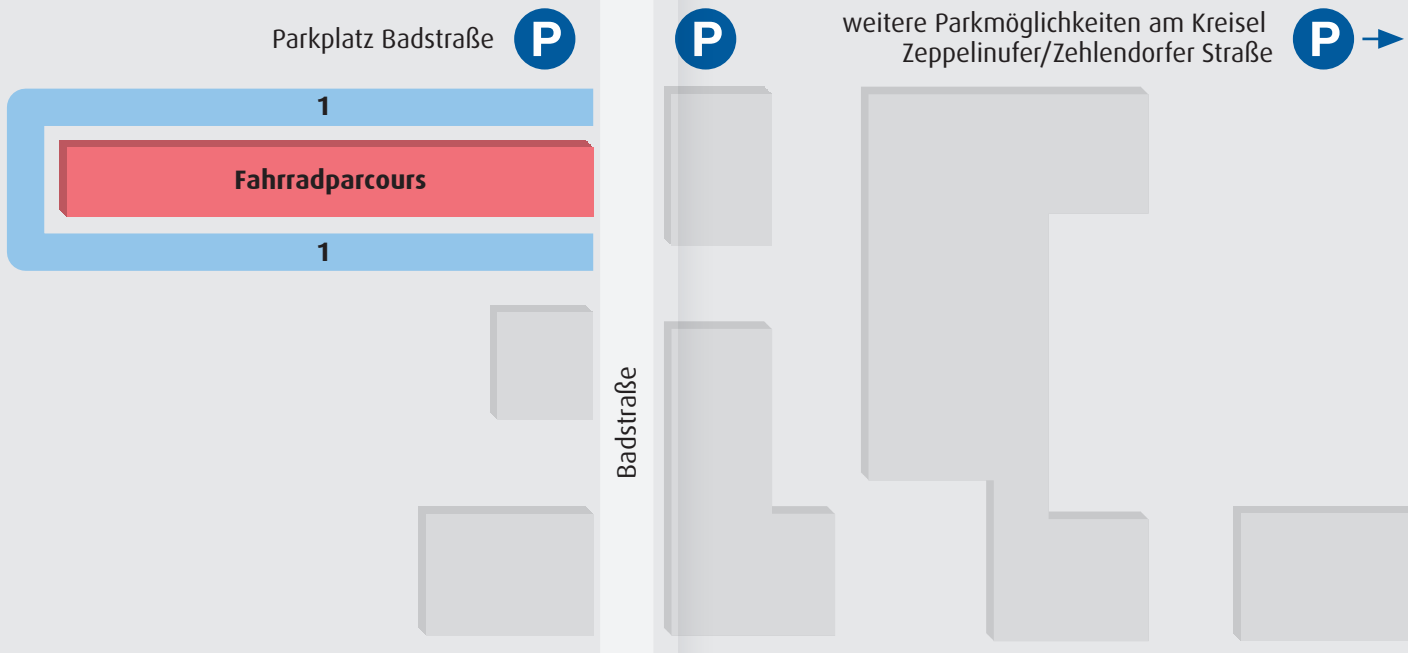 Parkplatz Badstraße P
P
weitere Parkmöglichkeiten am Kreisel
Zeppelinufer/Zehlendorfer Straße P
1
Fahrradparcours
1
Badstraße